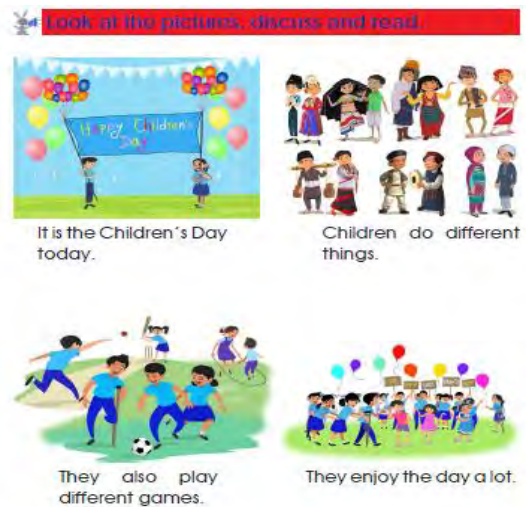 Look at the pictures, discuss and read.
Happy Children's
Day
It is the Children´s Day
today.
Children do different
things.
They also play
different games.
They enjoy the day a lot.